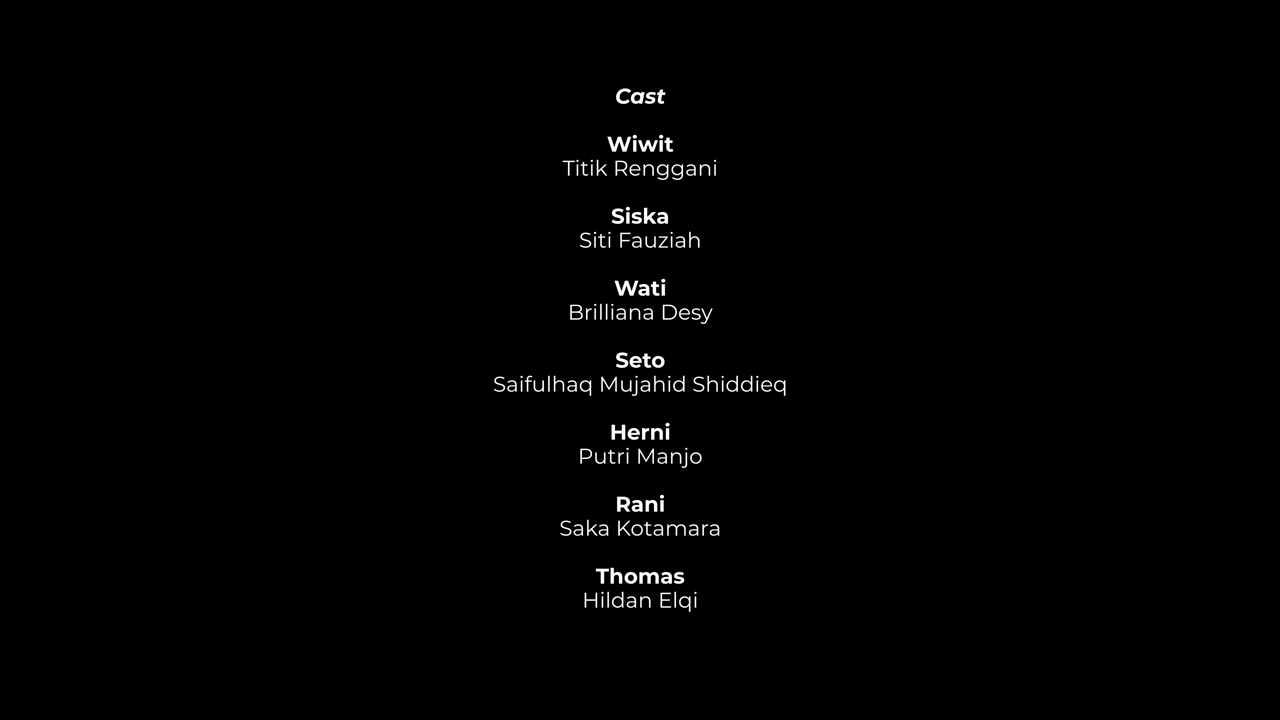 Cast
Wiwit
Titik Renggani
Siska
Siti Fauziah
Wati
Brilliana Desy
Seto
Saifulhaq Mujahid Shiddieq
Herni
Putri Manjo
Rani
Saka Kotamara
Thomas
Hildan Elqi